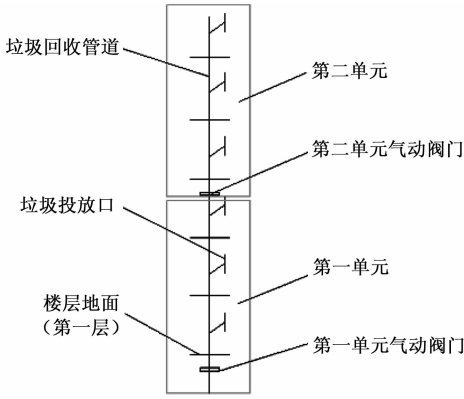 垃圾回收管道
第二单元
第二单元气动阀门
垃圾投放口
第一单元
楼层地面
（第一层）
第一单元气动阀门